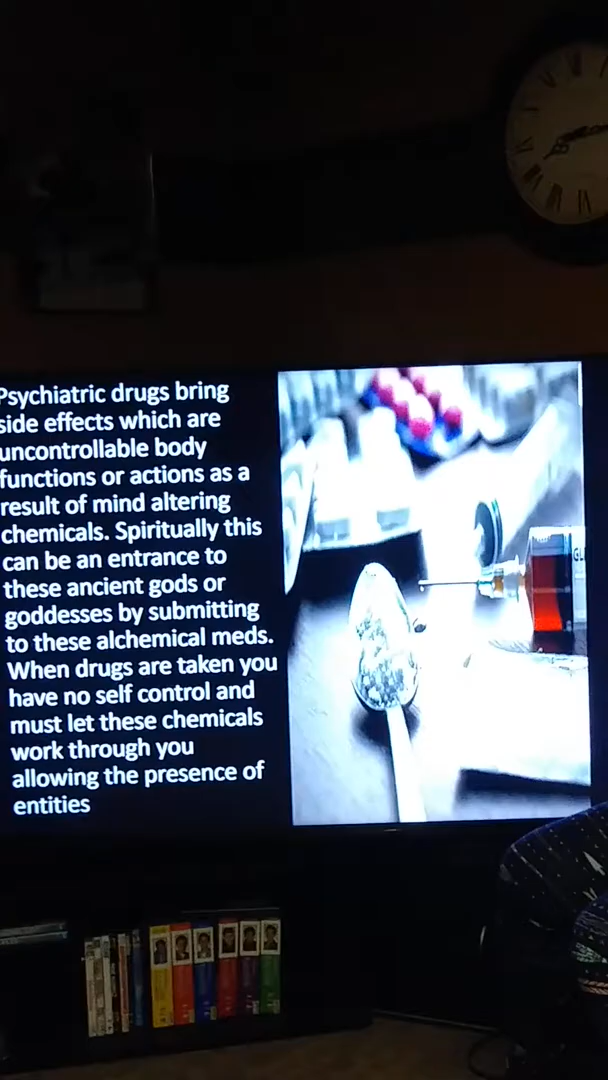 Psychiatric drugs bring
side effects which are
uncontrollable body
functions or actions as a
result of mind altering
chemicals. Spiritually this
can be an entrance to
these ancient gods or
goddesses by submitting
to these alchemical meds.
When drugs are taken you
have no self control and
must let these chemicals
work through you
allowing the presence of
entities